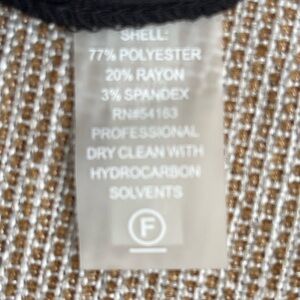 SHELL:
77% POLYESTER
20% RAYON
3% SPANDEX
RN#54163
PROFESSIONAL
DRY CLEAN WITH
HYDROCARBON
SOLVENTS
F